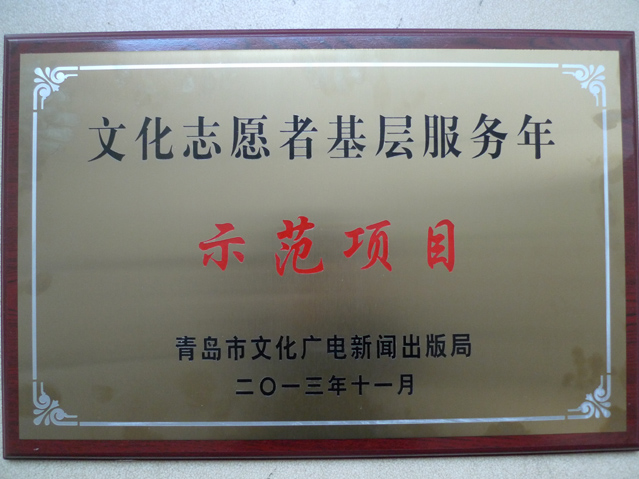 文化志愿者基层服务年
示范项目
青岛市文化广电新闻出版局
二〇一三年十一月